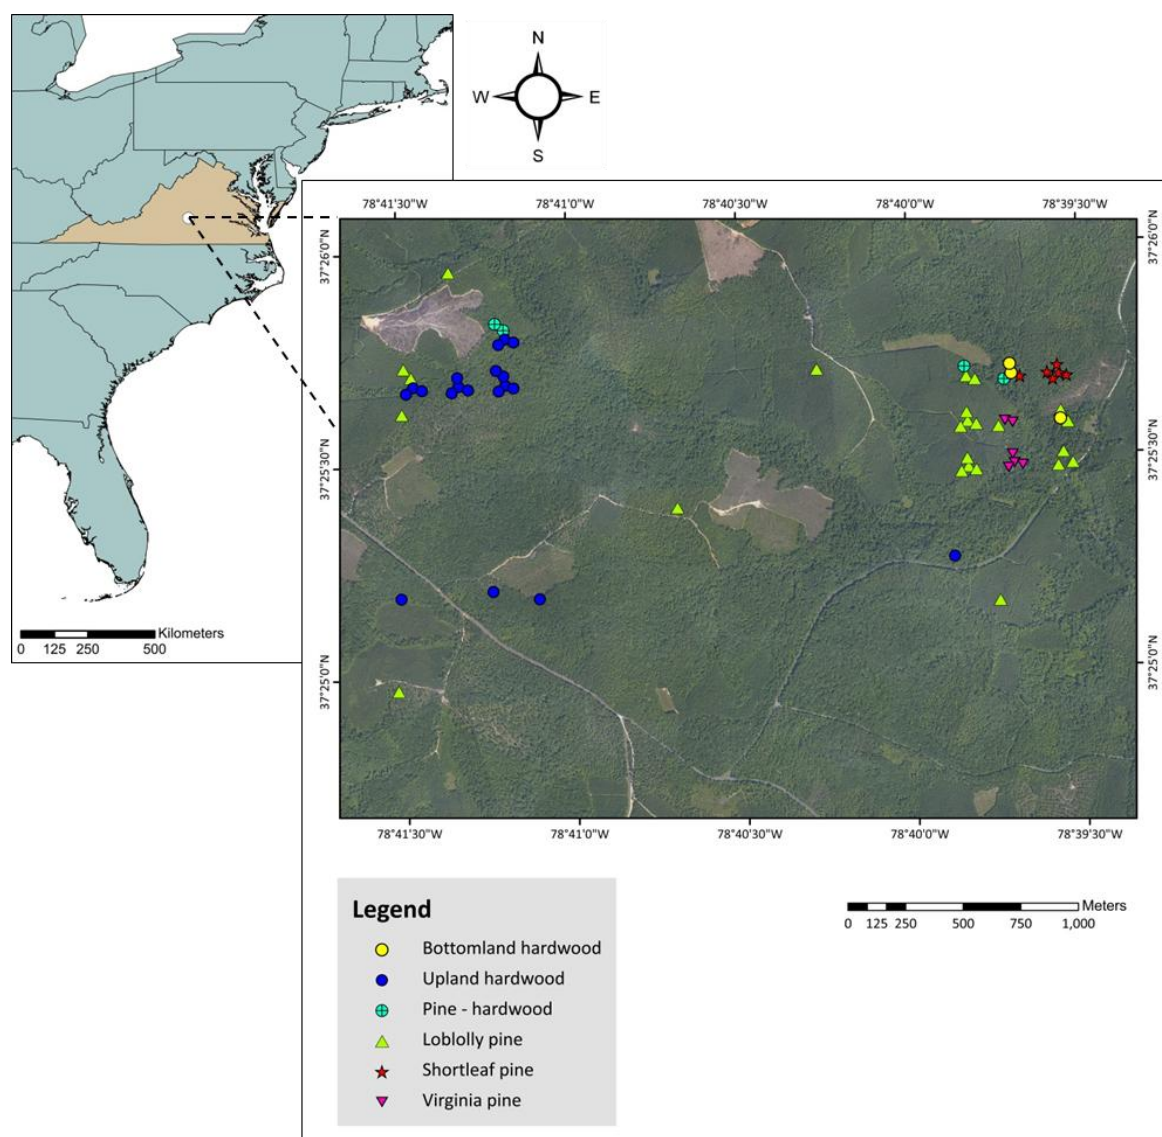 N
W E
S
Kilometers
0 125 250 500
78°41'30"W 78°41'0"W 78°40'30"W 78°40'0"W 78°39'30"W
37°26'0"N 37°26'0"N
37°25'30"N 37°25'30"N
37°25'0"N 37°25'0"N
78°41'30"W 78°41'0"W 78°40'30"W 78°40'0"W 78°39'30"W
Meters
0 125 250 500 750 1,000
Legend
Bottomland hardwood
Upland hardwood
Pine - hardwood
Loblolly pine
Shortleaf pine
Virginia pine